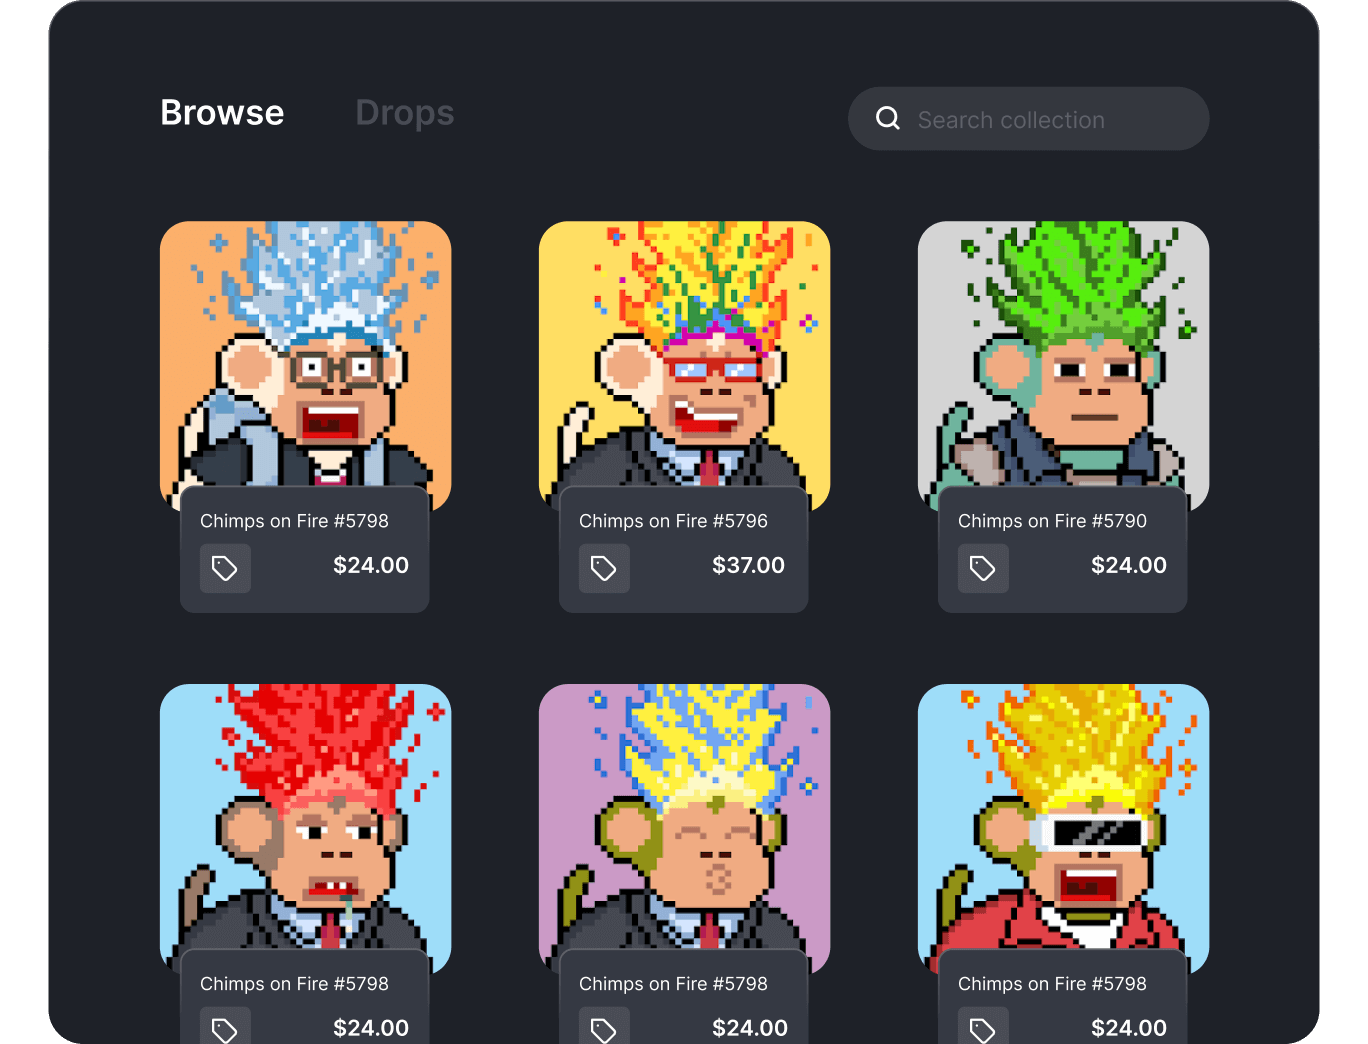 Browse
Drops
Search collection
Chimps on Fire #5798
$24.00
Chimps on Fire #5796
$37.00
Chimps on Fire #5790
$24.00
Chimps on Fire #5798
$24.00
Chimps on Fire #5798
$24.00
Chimps on Fire #5798
$24.00